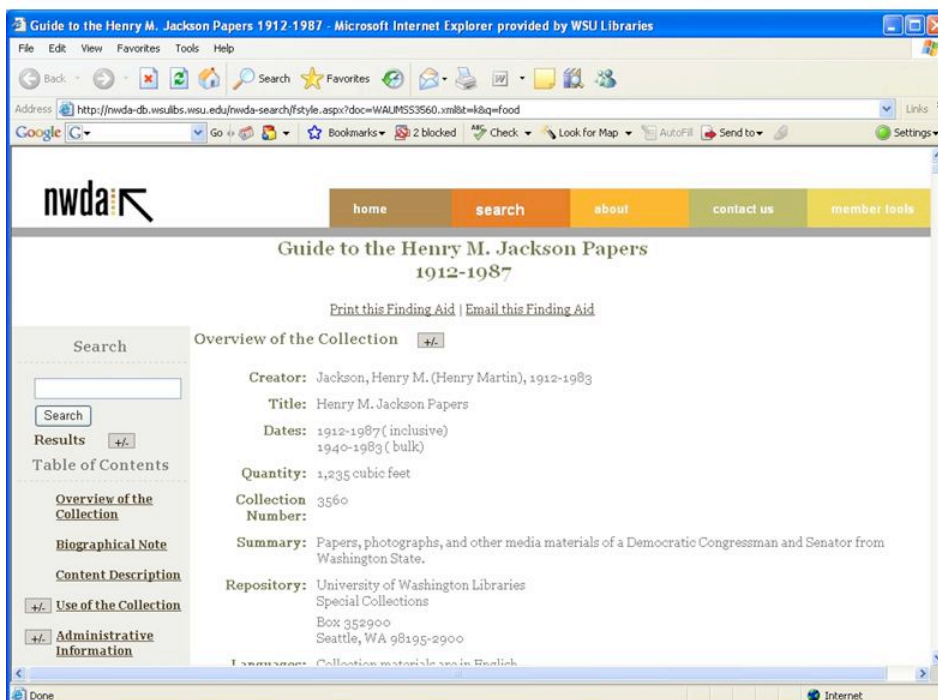 Guide to the Henry M. Jackson Papers 1912-1987 - Microsoft Internet Explorer provided by WSU Libraries
File Edit View Favorites Tools Help
Back Search Favorites
Address http://nwda-db.wsulibs.wsu.edu/nwda-search/fstyle.aspx?doc=WAUMSS3560.xml&t=k&q=food Links
Google G Go Bookmarks 2 blocked ABC Check Look for Map AutoFill Send to Settings
nwda
home search about contact us member tools
Guide to the Henry M. Jackson Papers
1912-1987
Print this Finding Aid | Email this Finding Aid
Search
Search
Results +/-
Table of Contents
Overview of the
Collection
Biographical Note
Content Description
+/- Use of the Collection
+/- Administrative
Information
Overview of the Collection +/-
Creator: Jackson, Henry M. (Henry Martin), 1912-1983
Title: Henry M. Jackson Papers
Dates: 1912-1987 ( inclusive)
1940-1983 ( bulk)
Quantity: 1,235 cubic feet
Collection 3560
Number:
Summary: Papers, photographs, and other media materials of a Democratic Congressman and Senator from
Washington State.
Repository: University of Washington Libraries
Special Collections
Box 352900
Seattle, WA 98195-2900
Languages: Collection materials are in English
Done Internet